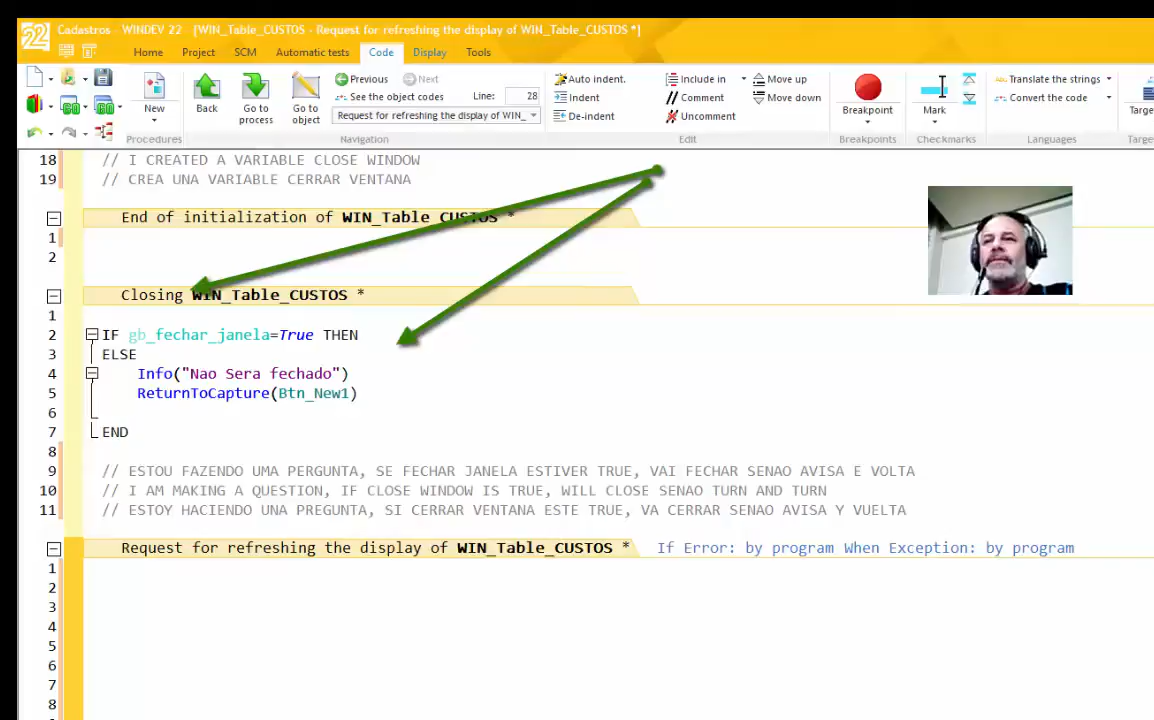 22
Cadastros - WINDEV 22 - [WIN_Table_CUSTOS - Request for refreshing the display of WIN_Table_CUSTOS *]
Home Project SCM Automatic tests Code Display Tools
New
Back
Go to process
Go to object
Previous Next
See the object codes Line: 28
Request for refreshing the display of WIN_
Auto indent.
Indent
De-indent
Include in
Comment
Uncomment
Move up
Move down
Breakpoint
Mark
Translate the strings
Convert the code
Procedures Navigation Edit Breakpoints Checkmarks Languages
18 // I CREATED A VARIABLE CLOSE WINDOW
19 // CREA UNA VARIABLE CERRAR VENTANA
End of initialization of WIN_Table_CUSTOS *
1
2
Closing WIN_Table_CUSTOS *
1
2 IF gb_fechar_janela=True THEN
3 ELSE
4 Info("Nao Sera fechado")
5 ReturnToCapture(Btn_New1)
6
7 END
8
9 // ESTOU FAZENDO UMA PERGUNTA, SE FECHAR JANELA ESTIVER TRUE, VAI FECHAR SENAO AVISA E VOLTA
10 // I AM MAKING A QUESTION, IF CLOSE WINDOW IS TRUE, WILL CLOSE SENAO TURN AND TURN
11 // ESTOY HACIENDO UNA PREGUNTA, SI CERRAR VENTANA ESTE TRUE, VA CERRAR SENAO AVISA Y VUELTA
Request for refreshing the display of WIN_Table_CUSTOS * If Error: by program When Exception: by program
1
2
3
4
5
6
7
8